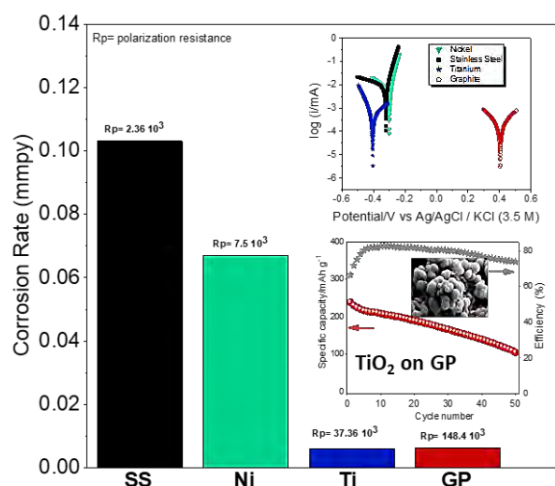 Rp= polarization resistance
Corrosion Rate (mmpy)
0.14
0.12
0.10
0.08
0.06
0.04
0.02
0.00
Rp= 2.36 10³
Rp= 7.5 10³
Rp= 37.36 10³
Rp= 148.4 10³
SS Ni Ti GP
Nickel
Stainless Steel
Titanium
Graphite
log (I/mA)
0
-1
-2
-3
-4
-5
-6
-0.6 -0.4 -0.2 0.0 0.2 0.4 0.6
Potential/V vs Ag/AgCl / KCl (3.5 M)
Specific capacity/mAh g⁻¹
400
300
200
100
0
80
60
40
20
0
Efficiency (%)
TiO₂ on GP
0 10 20 30 40 50
Cycle number